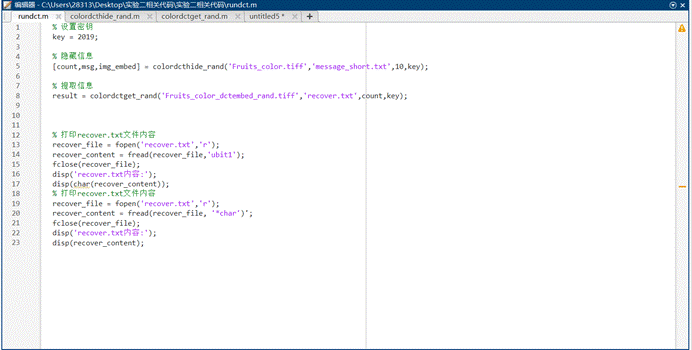 编辑器 - C:\Users\28313\Desktop\实验二相关代码\实验二相关代码\rundct.m
rundct.m colordcthide_rand.m colordctget_rand.m untitled5 * +
1 % 设置密钥
2 key = 2019;
3
4 % 隐藏信息
5 [count,msg,img_embed] = colordcthide_rand('Fruits_color.tiff','message_short.txt',10,key);
6
7 % 提取信息
8 result = colordctget_rand('Fruits_color_dctembed_rand.tiff','recover.txt',count,key);
9
10
11
12 % 打印recover.txt文件内容
13 recover_file = fopen('recover.txt','r');
14 recover_content = fread(recover_file,'ubit1');
15 fclose(recover_file);
16 disp('recover.txt内容:');
17 disp(char(recover_content));
18 % 打印recover.txt文件内容
19 recover_file = fopen('recover.txt','r');
20 recover_content = fread(recover_file, '*char')';
21 fclose(recover_file);
22 disp('recover.txt内容:');
23 disp(recover_content);